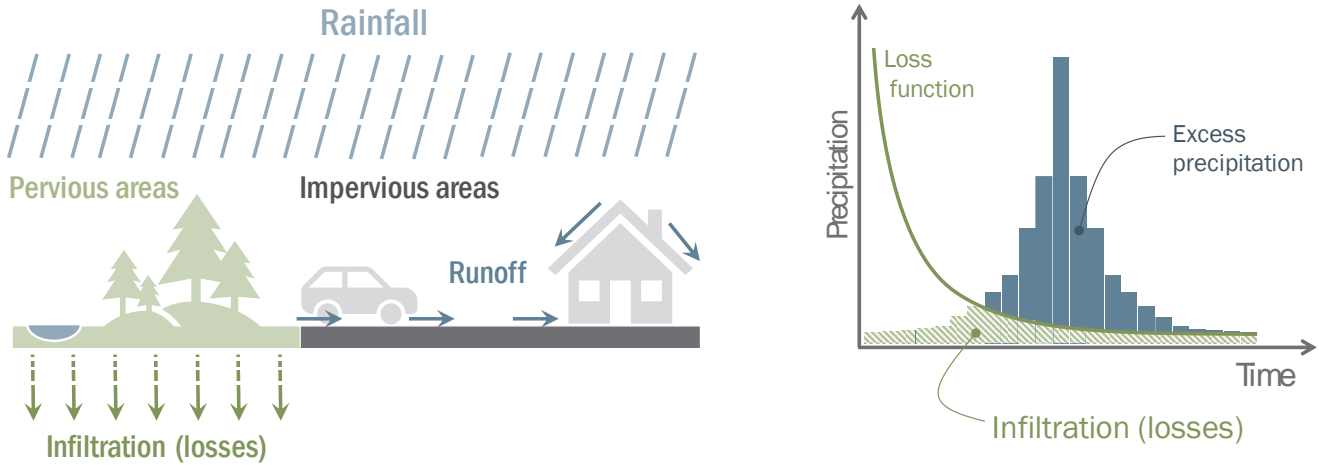 Rainfall
Pervious areas
Impervious areas
Runoff
Infiltration (losses)
Loss
function
Precipitation
Excess
precipitation
Time
Infiltration (losses)